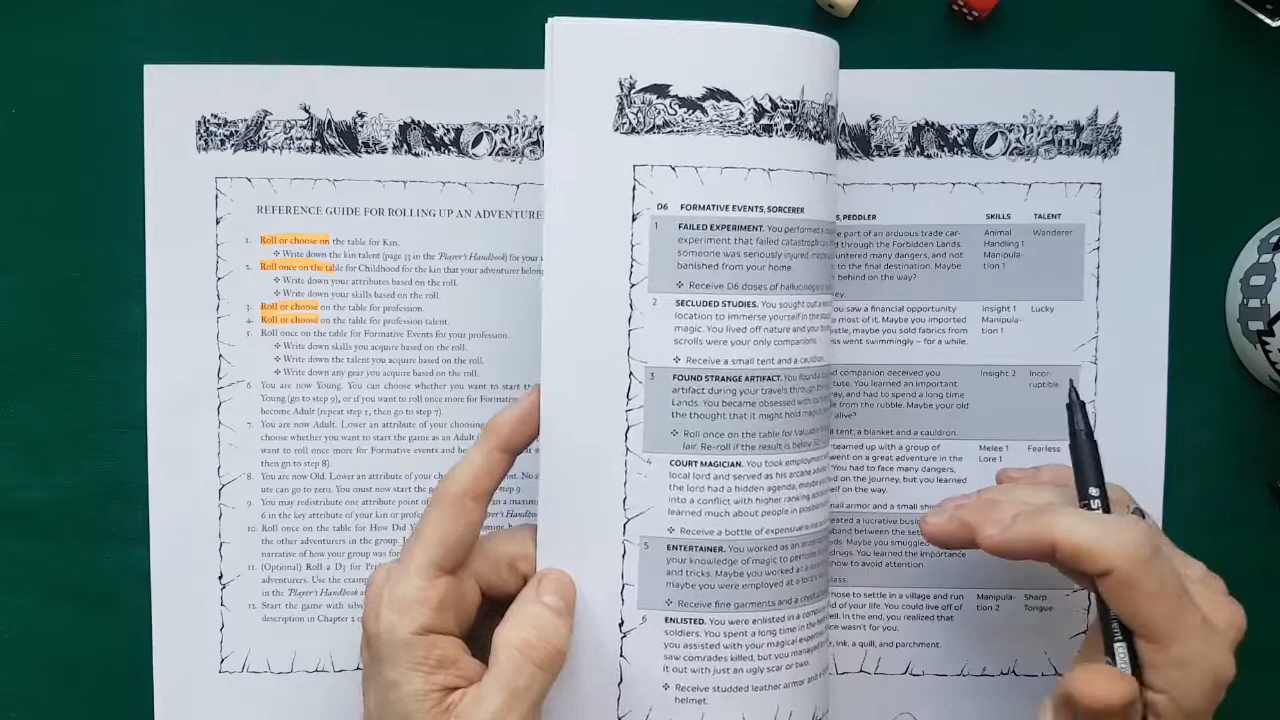 REFERENCE GUIDE FOR ROLLING UP AN ADVENTURE
1. Roll or choose on the table for Kin.
❖ Write down the kin talent (page 33 in the Player's Handbook) for your
2. Roll once on the table for Childhood for the kin that your adventurer belong
❖ Write down your attributes based on the roll.
❖ Write down your skills based on the roll.
3. Roll or choose on the table for profession.
4. Roll or choose on the table for profession talent.
5. Roll once on the table for Formative Events for your profession.
❖ Write down skills you acquire based on the roll.
❖ Write down the talent you acquire based on the roll.
❖ Write down any gear you acquire based on the roll.
6. You are now Young. You can choose whether you want to start th
Young (go to step 9), or if you want to roll once more for Formativ
become Adult (repeat step 5, then go to step 7).
7. You are now Adult. Lower an attribute of your choosing
choose whether you want to start the game as an Adult
want to roll once more for Formative events and be
then go to step 8).
8. You are now Old. Lower an attribute of your ch
ute can go to zero. You must now start the g step 9
9. You may redistribute one attribute point o a maximu
6 in the key attribute of your kin or profe
10. Roll once on the table for How Did Y
the other adventurers in the group.
narrative of how your group was fo
11. (Optional) Roll a D3 for Pr
adventurers. Use the examp
in the Player's Handbook
12. Start the game with silve
description in Chapter 2
D6 FORMATIVE EVENTS, SORCERER
1 FAILED EXPERIMENT. You performed a
experiment that failed catastroph
someone was seriously injured, maybe
banished from your home.
❖ Receive D6 doses of hallucinogenic
2 SECLUDED STUDIES. You sought out a
location to immerse yourself in the
magic. You lived off nature and your
scrolls were your only companions.
❖ Receive a small tent and a cauldron.
3 FOUND STRANGE ARTIFACT. You found a
artifact during your travels through the
Lands. You became obsessed with
the thought that it might hold magic
❖ Roll once on the table for Valuable
lair. Re-roll if the result is below 32
4 COURT MAGICIAN. You took employment
local lord and served as his arcane
the lord had a hidden agenda, maybe
into a conflict with higher ranking
learned much about people in position
❖ Receive a bottle of expensive wine
5 ENTERTAINER. You worked as an
your knowledge of magic to perform
and tricks. Maybe you worked at a
maybe you were employed at a lord's
❖ Receive fine garments and a crystal
6 ENLISTED. You were enlisted in a
soldiers. You spent a long time in the
you assisted with your magical
saw comrades killed, but you managed
it out with just an ugly scar or two.
❖ Receive studded leather armor and a
helmet.
S, PEDDLER SKILLS TALENT
e part of an arduous trade car- Animal Wanderer
d through the Forbidden Lands. Handling 1
untered many dangers, and not Manipula-
to the final destination. Maybe tion 1
behind on the way?
key.
ou saw a financial opportunity Insight 1 Lucky
most of it. Maybe you imported Manipula-
stle, maybe you sold fabrics from tion 1
ss went swimmingly – for a while.
d companion deceived you Insight 2 Incor-
tute. You learned an important ruptible
ay, and had to spend a long time
e from the rubble. Maybe your old
alive?
l tent, a blanket and a cauldron.
teamed up with a group of Melee 1 Fearless
went on a great adventure in the Lore 1
You had to face many dangers,
d on the journey, but you learned
elf on the way.
nail armor and a small shie
eated a lucrative busin
band between the set
ds. Maybe you smuggled
drugs. You learned the importance
how to avoid attention.
lass.
hose to settle in a village and run Manipula- Sharp
d of your life. You could live off of tion 2 Tongue
ell. In the end, you realized that
e wasn't for you.
e, ink, a quill, and parchment.